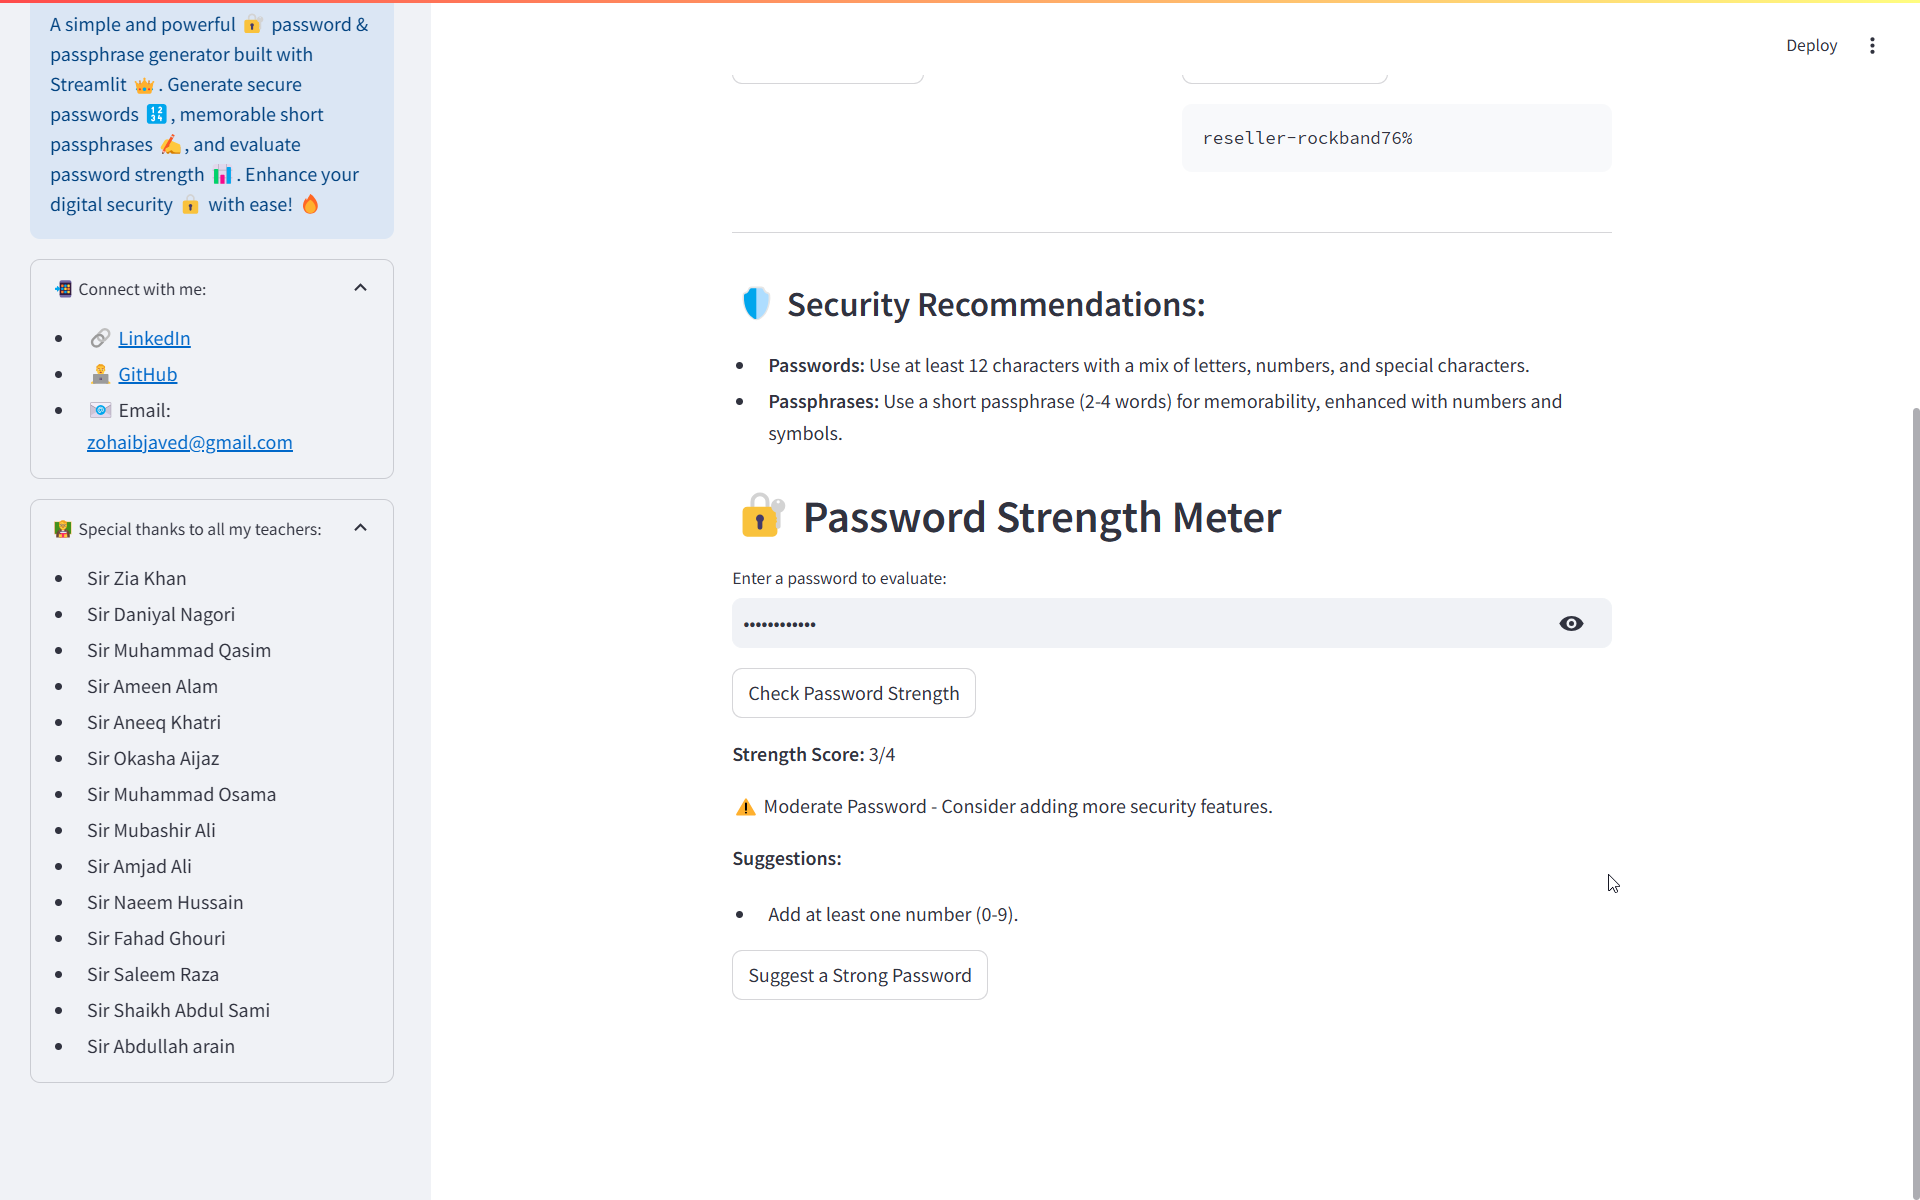 A simple and powerful 🔐 password &
passphrase generator built with
Streamlit 👑. Generate secure
passwords 🔢, memorable short
passphrases ✍️, and evaluate
password strength 📊. Enhance your
digital security 🔒 with ease! 🔥
📲 Connect with me:
• 🔗 LinkedIn
• 👨‍💻 GitHub
• 📧 Email:
zohaibjaved@gmail.com
👩‍🏫 Special thanks to all my teachers:
• Sir Zia Khan
• Sir Daniyal Nagori
• Sir Muhammad Qasim
• Sir Ameen Alam
• Sir Aneeq Khatri
• Sir Okasha Aijaz
• Sir Muhammad Osama
• Sir Mubashir Ali
• Sir Amjad Ali
• Sir Naeem Hussain
• Sir Fahad Ghouri
• Sir Saleem Raza
• Sir Shaikh Abdul Sami
• Sir Abdullah arain
Deploy
reseller-rockband76%
🛡️ Security Recommendations:
• Passwords: Use at least 12 characters with a mix of letters, numbers, and special characters.
• Passphrases: Use a short passphrase (2-4 words) for memorability, enhanced with numbers and
symbols.
🔐 Password Strength Meter
Enter a password to evaluate:
••••••••••••
Check Password Strength
Strength Score: 3/4
⚠️ Moderate Password - Consider adding more security features.
Suggestions:
• Add at least one number (0-9).
Suggest a Strong Password